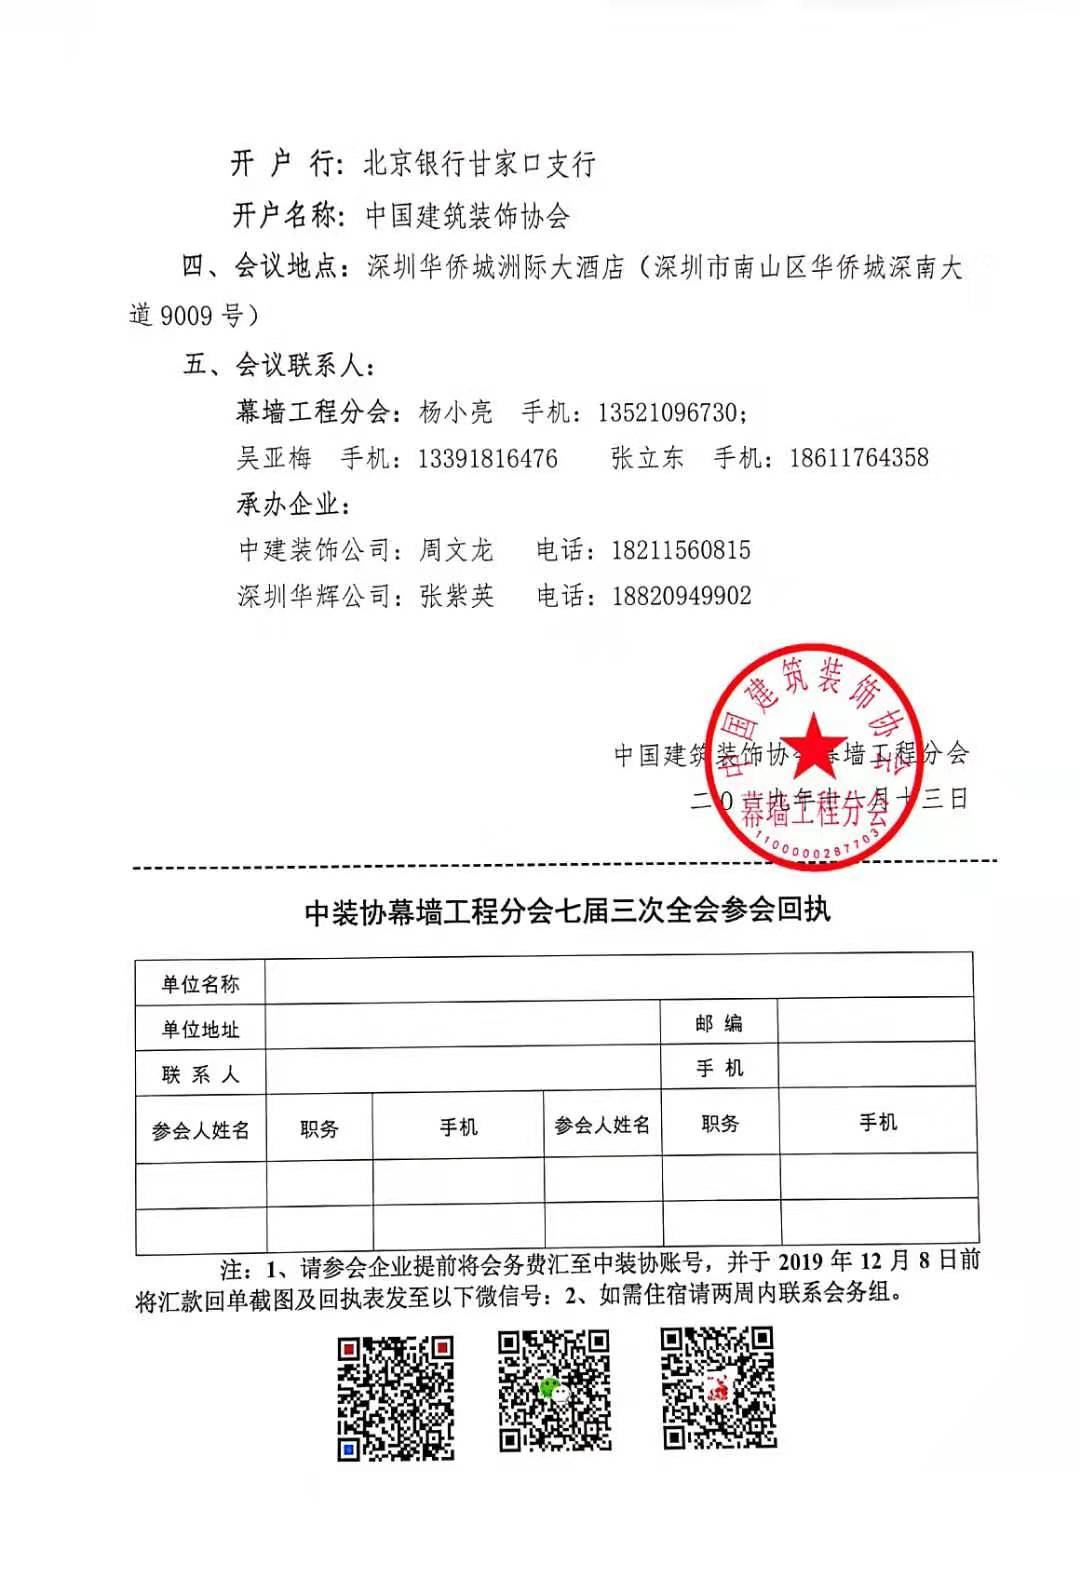 开 户 行: 北京银行甘家口支行
开户名称: 中国建筑装饰协会
四、会议地点: 深圳华侨城洲际大酒店（深圳市南山区华侨城深南大
道 9009 号）
五、会议联系人:
幕墙工程分会: 杨小亮 手机: 13521096730;
吴亚梅 手机: 13391816476 张立东 手机: 18611764358
承办企业:
中建装饰公司: 周文龙 电话: 18211560815
深圳华辉公司: 张紫英 电话: 18820949902
中国建筑装饰协会幕墙工程分会
二〇一九年十一月十三日
中国建筑装饰协会
幕墙工程分会
中装协幕墙工程分会七届三次全会参会回执
单位名称
单位地址 邮 编
联 系 人 手 机
参会人姓名 职务 手机 参会人姓名 职务 手机
注: 1、请参会企业提前将会务费汇至中装协账号，并于 2019 年 12 月 8 日前
将汇款回单截图及回执表发至以下微信号: 2、如需住宿请两周内联系会务组。